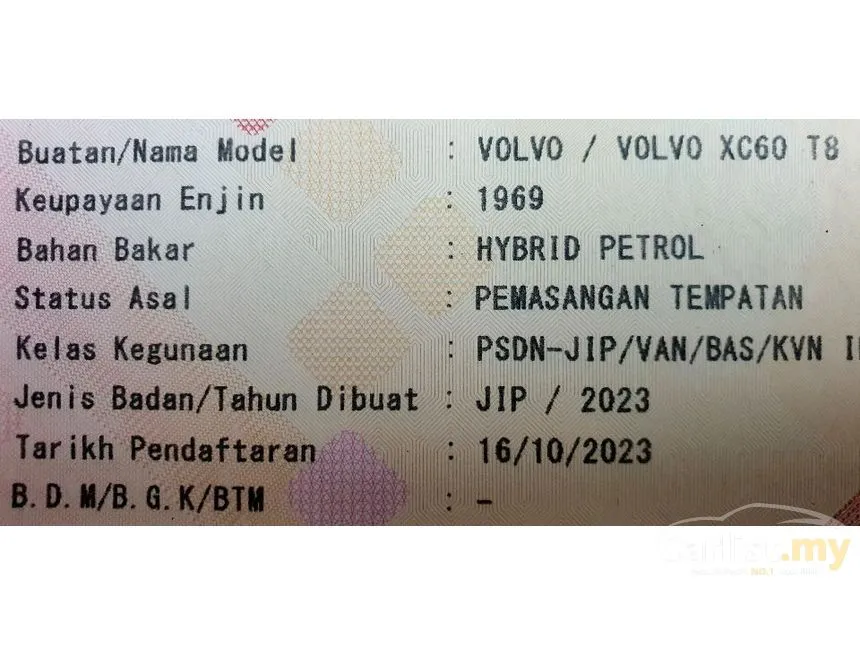 Buatan/Nama Model : VOLVO / VOLVO XC60 T8
Keupayaan Enjin : 1969
Bahan Bakar : HYBRID PETROL
Status Asal : PEMASANGAN TEMPATAN
Kelas Kegunaan : PSDN-JIP/VAN/BAS/KVN
Jenis Badan/Tahun Dibuat : JIP / 2023
Tarikh Pendaftaran : 16/10/2023
B.D.M/B.G.K/BTM : -
Carlist.my